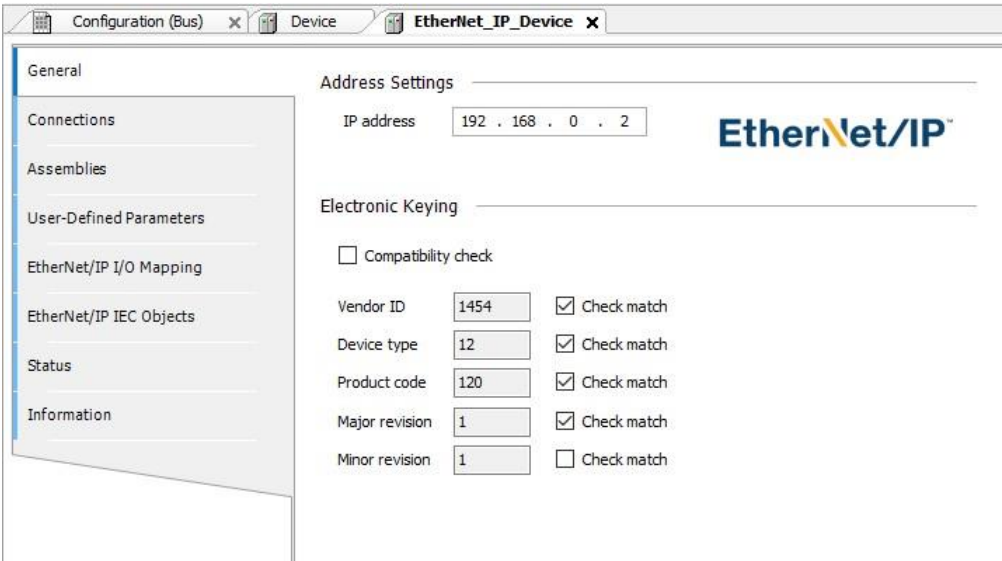 Configuration (Bus) Device EtherNet_IP_Device
General
Connections
Assemblies
User-Defined Parameters
EtherNet/IP I/O Mapping
EtherNet/IP IEC Objects
Status
Information
Address Settings
IP address 192 . 168 . 0 . 2
EtherNet/IP™
Electronic Keying
Compatibility check
Vendor ID 1454 Check match
Device type 12 Check match
Product code 120 Check match
Major revision 1 Check match
Minor revision 1 Check match